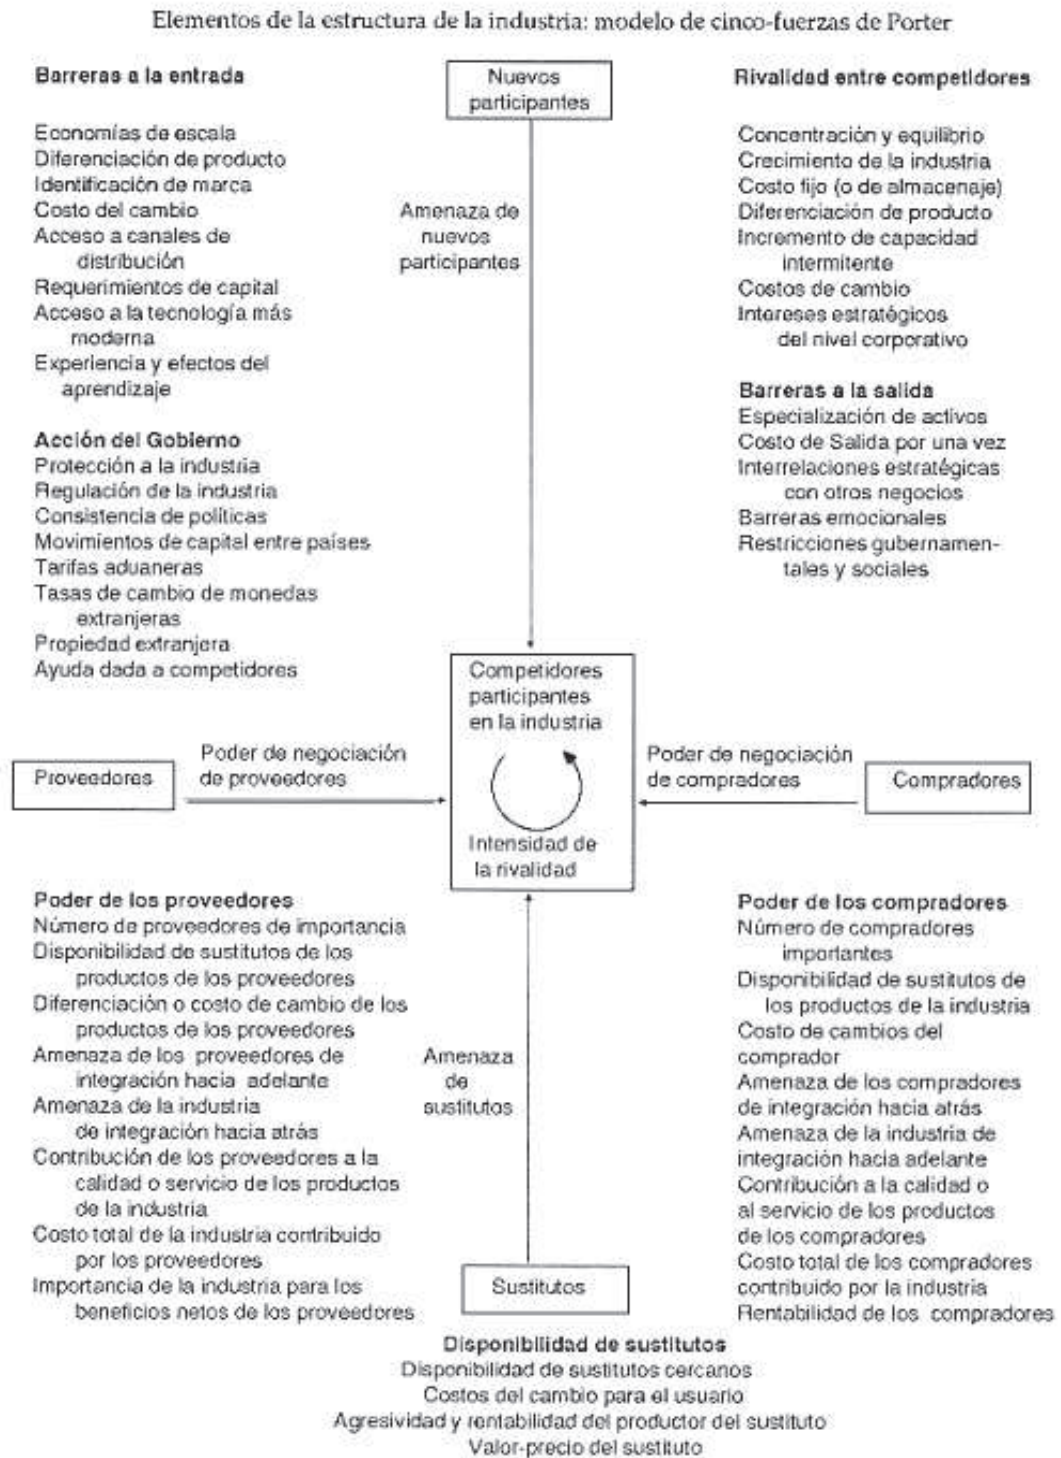 Elementos de la estructura de la industria: modelo de cinco-fuerzas de Porter
Barreras a la entrada
Economías de escala
Diferenciación de producto
Identificación de marca
Costo del cambio
Acceso a canales de
distribución
Requerimientos de capital
Acceso a la tecnología más
moderna
Experiencia y efectos del
aprendizaje
Acción del Gobierno
Protección a la industria
Regulación de la industria
Consistencia de políticas
Movimientos de capital entre países
Tarifas aduaneras
Tasas de cambio de monedas
extranjeras
Propiedad extranjera
Ayuda dada a competidores
Nuevos
participantes
Amenaza de
nuevos
participantes
Rivalidad entre competidores
Concentración y equilibrio
Crecimiento de la industria
Costo fijo (o de almacenaje)
Diferenciación de producto
Incremento de capacidad
intermitente
Costos de cambio
Intereses estratégicos
del nivel corporativo
Barreras a la salida
Especialización de activos
Costo de Salida por una vez
Interrelaciones estratégicas
con otros negocios
Barreras emocionales
Restricciones gubernamen-
tales y sociales
Proveedores
Poder de negociación
de proveedores
Competidores
participantes
en la industria
Intensidad de
la rivalidad
Poder de negociación
de compradores
Compradores
Poder de los proveedores
Número de proveedores de importancia
Disponibilidad de sustitutos de los
productos de los proveedores
Diferenciación o costo de cambio de los
productos de los proveedores
Amenaza de los proveedores de
integración hacia adelante
Amenaza de la industria
de integración hacia atrás
Contribución de los proveedores a la
calidad o servicio de los productos
de la industria
Costo total de la industria contribuido
por los proveedores
Importancia de la industria para los
beneficios netos de los proveedores
Amenaza
de
sustitutos
Sustitutos
Poder de los compradores
Número de compradores
importantes
Disponibilidad de sustitutos de
los productos de la industria
Costo de cambios del
comprador
Amenaza de los compradores
de integración hacia atrás
Amenaza de la industria de
integración hacia adelante
Contribución a la calidad o
al servicio de los productos
de los compradores
Costo total de los compradores
contribuido por la industria
Rentabilidad de los compradores
Disponibilidad de sustitutos
Disponibilidad de sustitutos cercanos
Costos del cambio para el usuario
Agresividad y rentabilidad del productor del sustituto
Valor-precio del sustituto